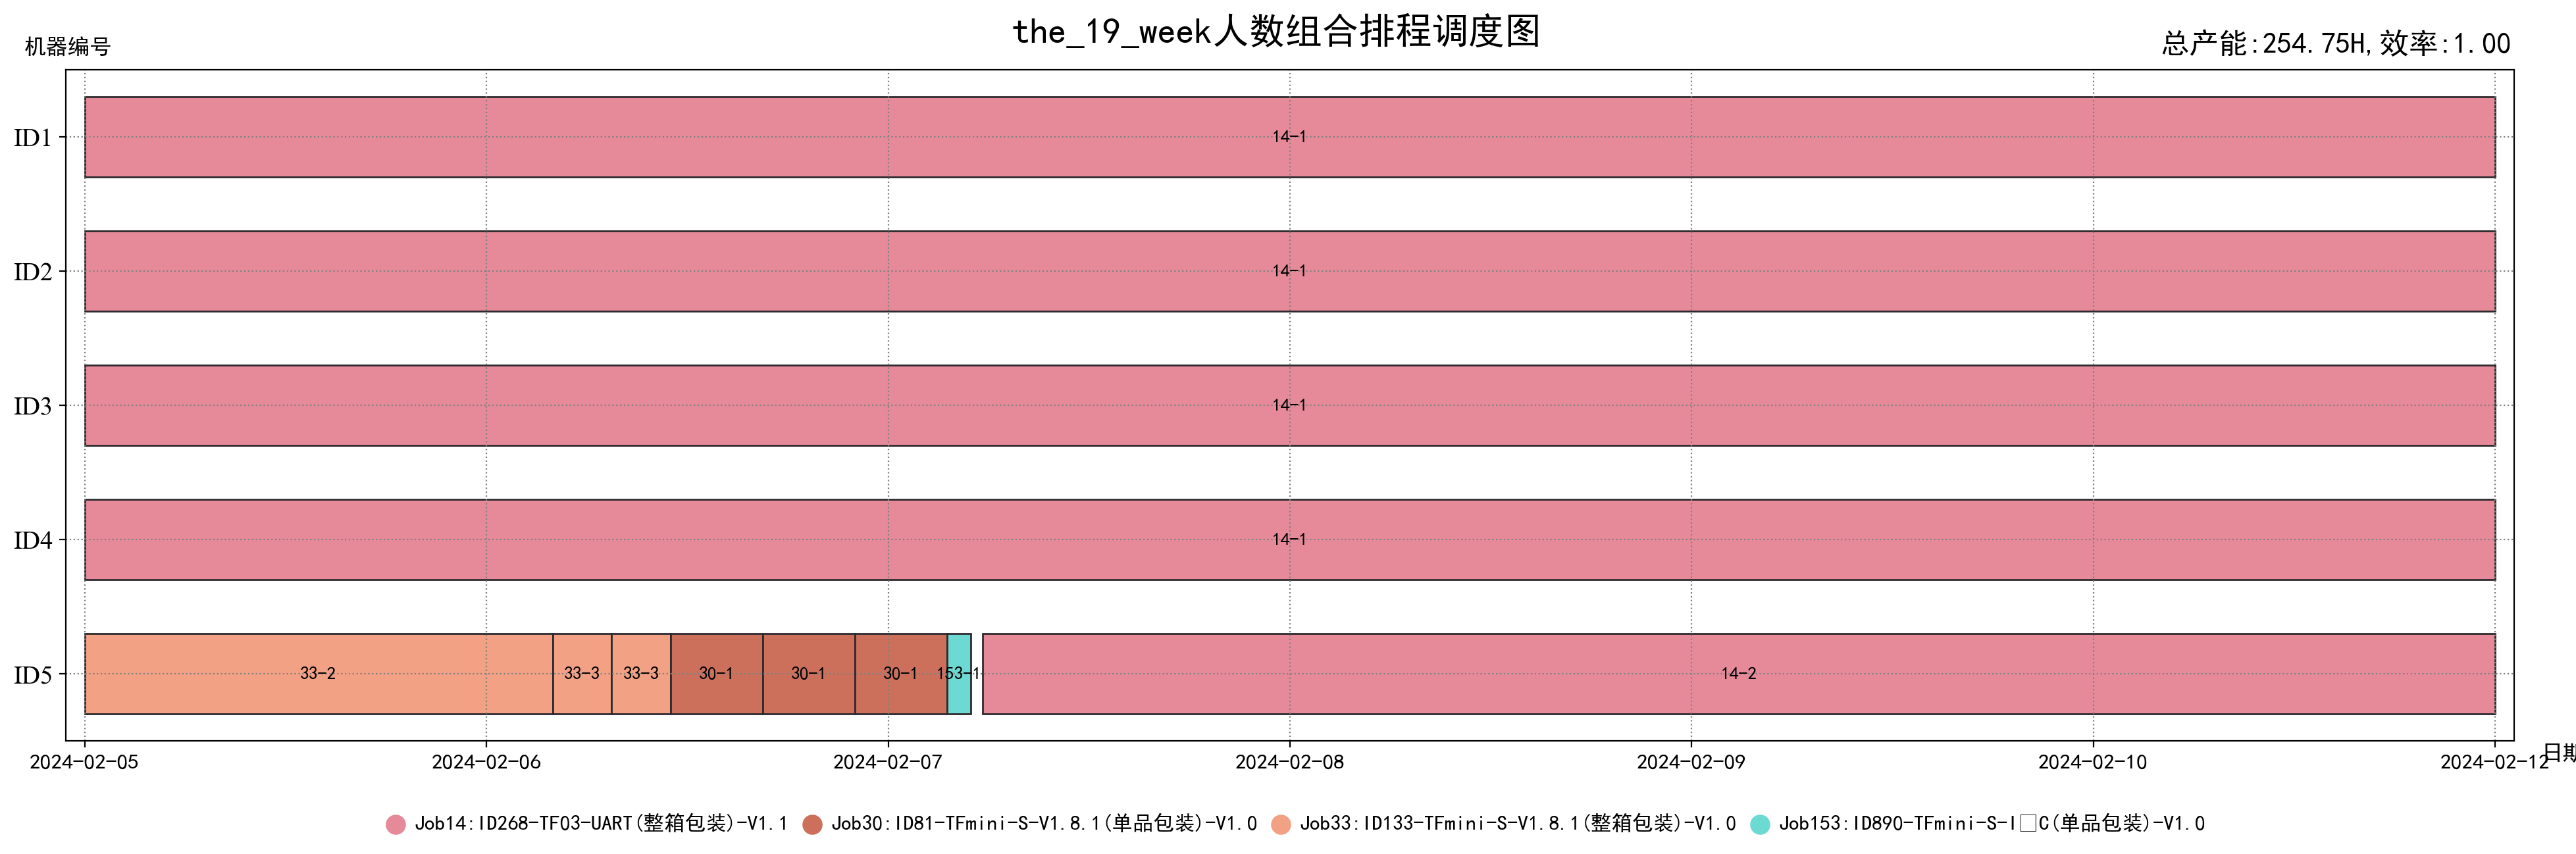 the_19_week人数组合排程调度图
机器编号
总产能:254.75H,效率:1.00
ID1
14-1
ID2
14-1
ID3
14-1
ID4
14-1
ID5
33-2 33-3 33-3 30-1 30-1 30-1 153-1 14-2
2024-02-05 2024-02-06 2024-02-07 2024-02-08 2024-02-09 2024-02-10 2024-02-12
日期
Job14:ID268-TF03-UART(整箱包装)-V1.1 Job30:ID81-TFmini-S-V1.8.1(单品包装)-V1.0 Job33:ID133-TFmini-S-V1.8.1(整箱包装)-V1.0 Job153:ID890-TFmini-S-I□C(单品包装)-V1.0